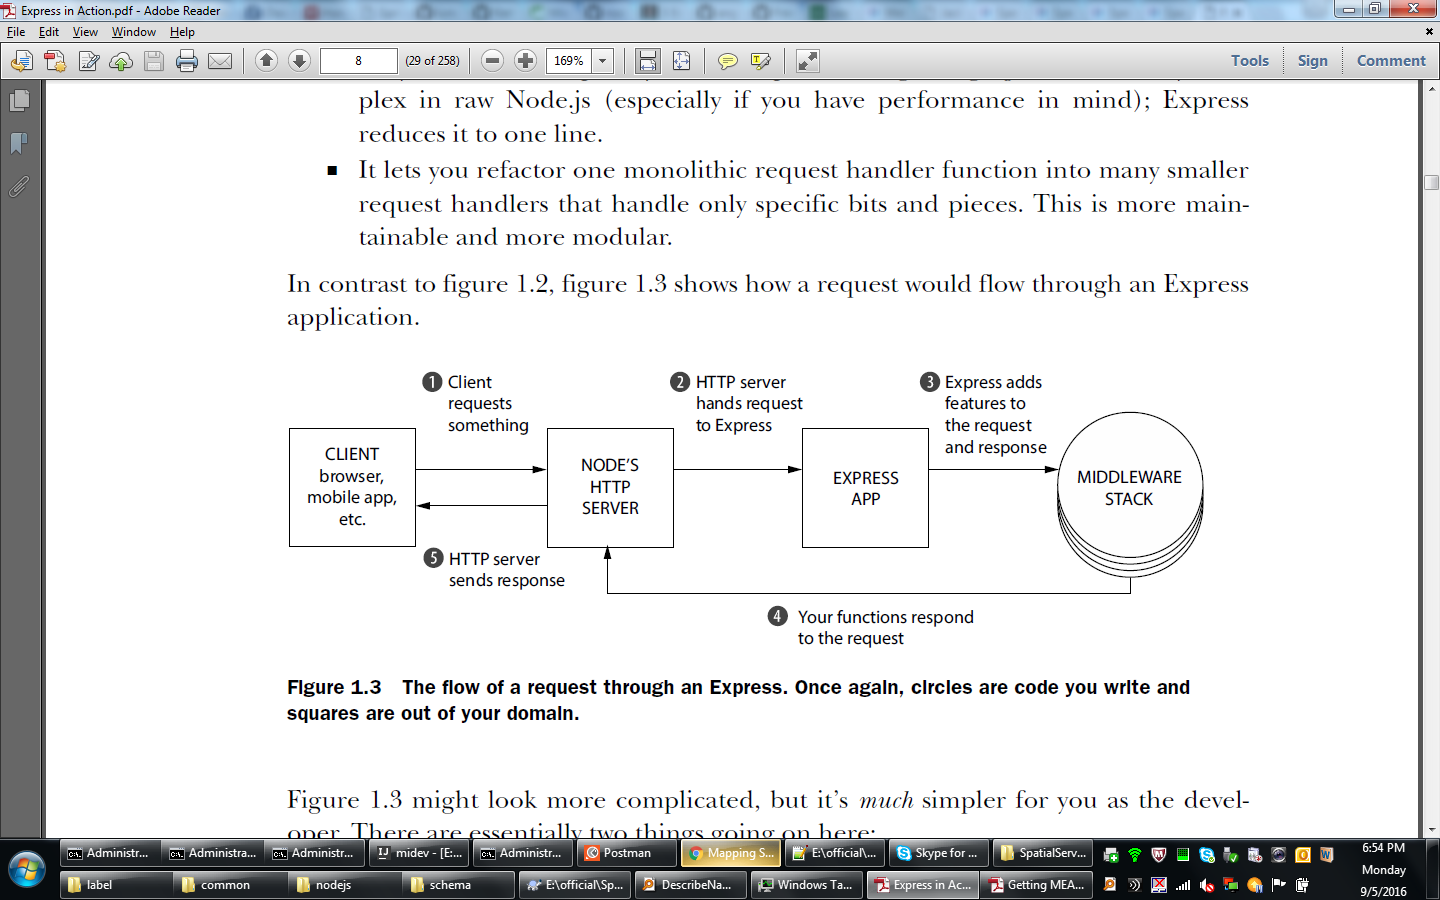 Express in Action.pdf - Adobe Reader
File Edit View Window Help
8 (29 of 258) 169% Tools Sign Comment
plex in raw Node.js (especially if you have performance in mind); Express
reduces it to one line.
■ It lets you refactor one monolithic request handler function into many smaller
request handlers that handle only specific bits and pieces. This is more main-
tainable and more modular.
In contrast to figure 1.2, figure 1.3 shows how a request would flow through an Express
application.
1 Client
requests
something
2 HTTP server
hands request
to Express
3 Express adds
features to
the request
and response
CLIENT
browser,
mobile app,
etc.
NODE'S
HTTP
SERVER
EXPRESS
APP
MIDDLEWARE
STACK
5 HTTP server
sends response
4 Your functions respond
to the request
Figure 1.3 The flow of a request through an Express. Once again, circles are code you write and
squares are out of your domain.
Figure 1.3 might look more complicated, but it's much simpler for you as the devel-
oper. There are essentially two things going on here:
Administr... Administra... Administr... midev - [E:... Administr... Postman Mapping S... E:\official\... Skype for ... SpatialServ...
label common nodejs schema E:\official\Sp... DescribeNa... Windows Ta... Express in Ac... Getting MEA...
6:54 PM
Monday
9/5/2016